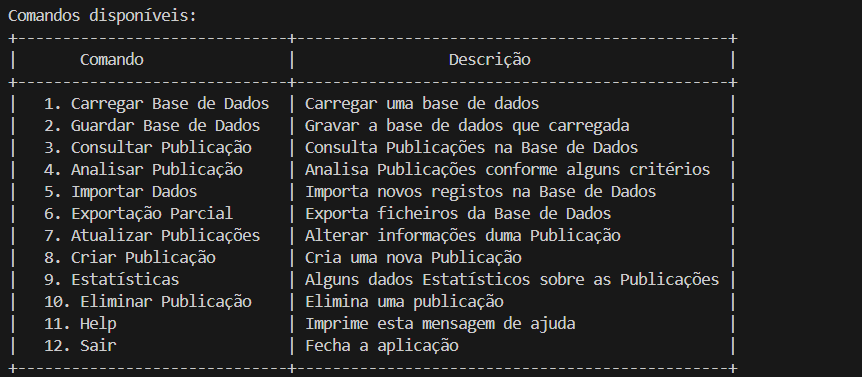 Comandos disponíveis:
+------------------------------+------------------------------------------------+
|       Comando                |                 Descrição                      |
+------------------------------+------------------------------------------------+
|   1. Carregar Base de Dados  | Carregar uma base de dados                     |
|   2. Guardar Base de Dados   | Gravar a base de dados que carregada           |
|   3. Consultar Publicação    | Consulta Publicações na Base de Dados          |
|   4. Analisar Publicação     | Analisa Publicações conforme alguns critérios  |
|   5. Importar Dados          | Importa novos registos na Base de Dados        |
|   6. Exportação Parcial      | Exporta ficheiros da Base de Dados             |
|   7. Atualizar Publicações   | Alterar informações duma Publicação            |
|   8. Criar Publicação        | Cria uma nova Publicação                       |
|   9. Estatísticas            | Alguns dados Estatísticos sobre as Publicações |
|   10. Eliminar Publicação    | Elimina uma publicação                         |
|   11. Help                   | Imprime esta mensagem de ajuda                 |
|   12. Sair                   | Fecha a aplicação                              |
+------------------------------+------------------------------------------------+